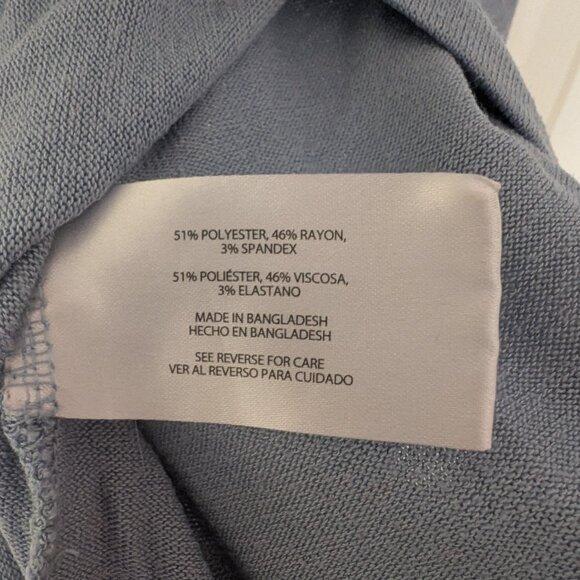 51% POLYESTER, 46% RAYON,
3% SPANDEX
51% POLIÉSTER, 46% VISCOSA,
3% ELASTANO
MADE IN BANGLADESH
HECHO EN BANGLADESH
SEE REVERSE FOR CARE
VER AL REVERSO PARA CUIDADO